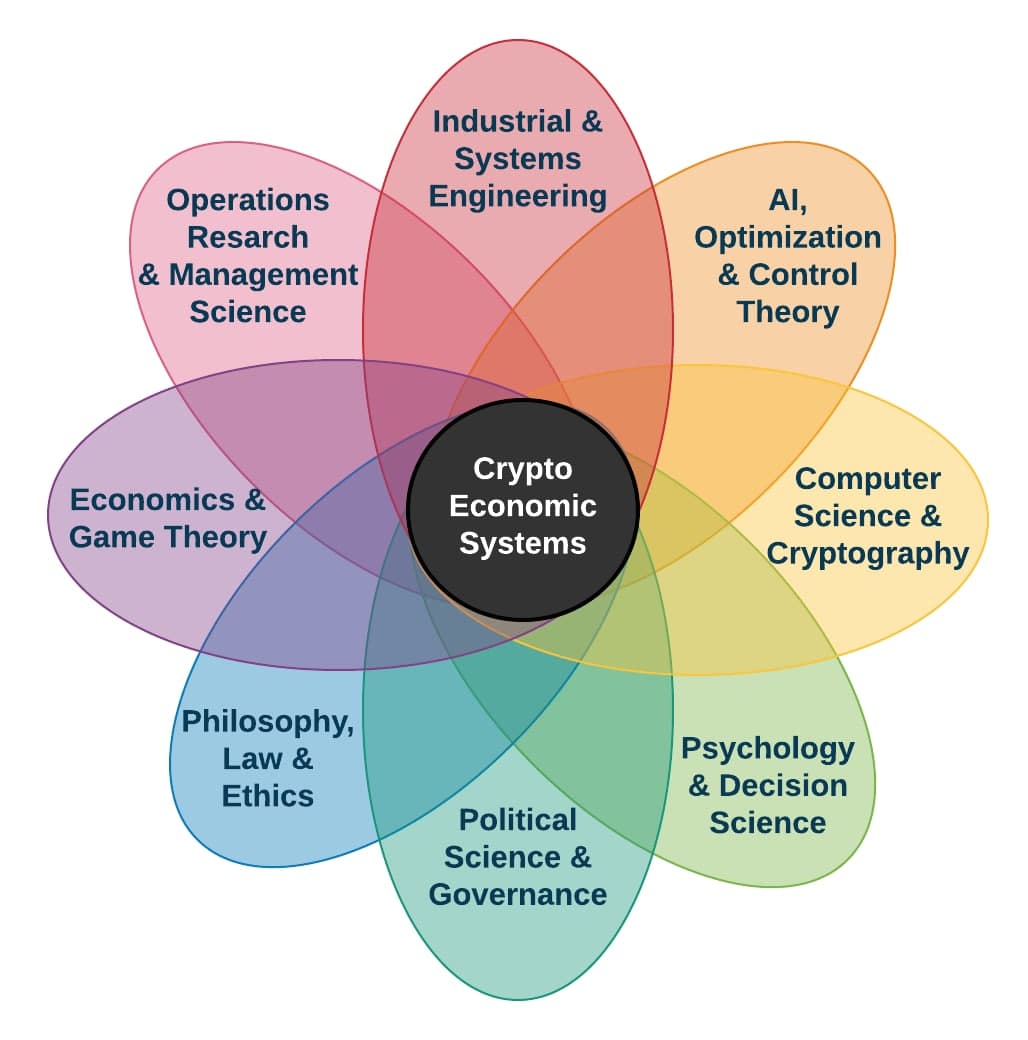 Industrial &
Systems
Engineering
Operations
Resarch
& Management
Science
AI,
Optimization
& Control
Theory
Crypto
Economic
Systems
Economics &
Game Theory
Computer
Science &
Cryptography
Philosophy,
Law &
Ethics
Psychology
& Decision
Science
Political
Science &
Governance